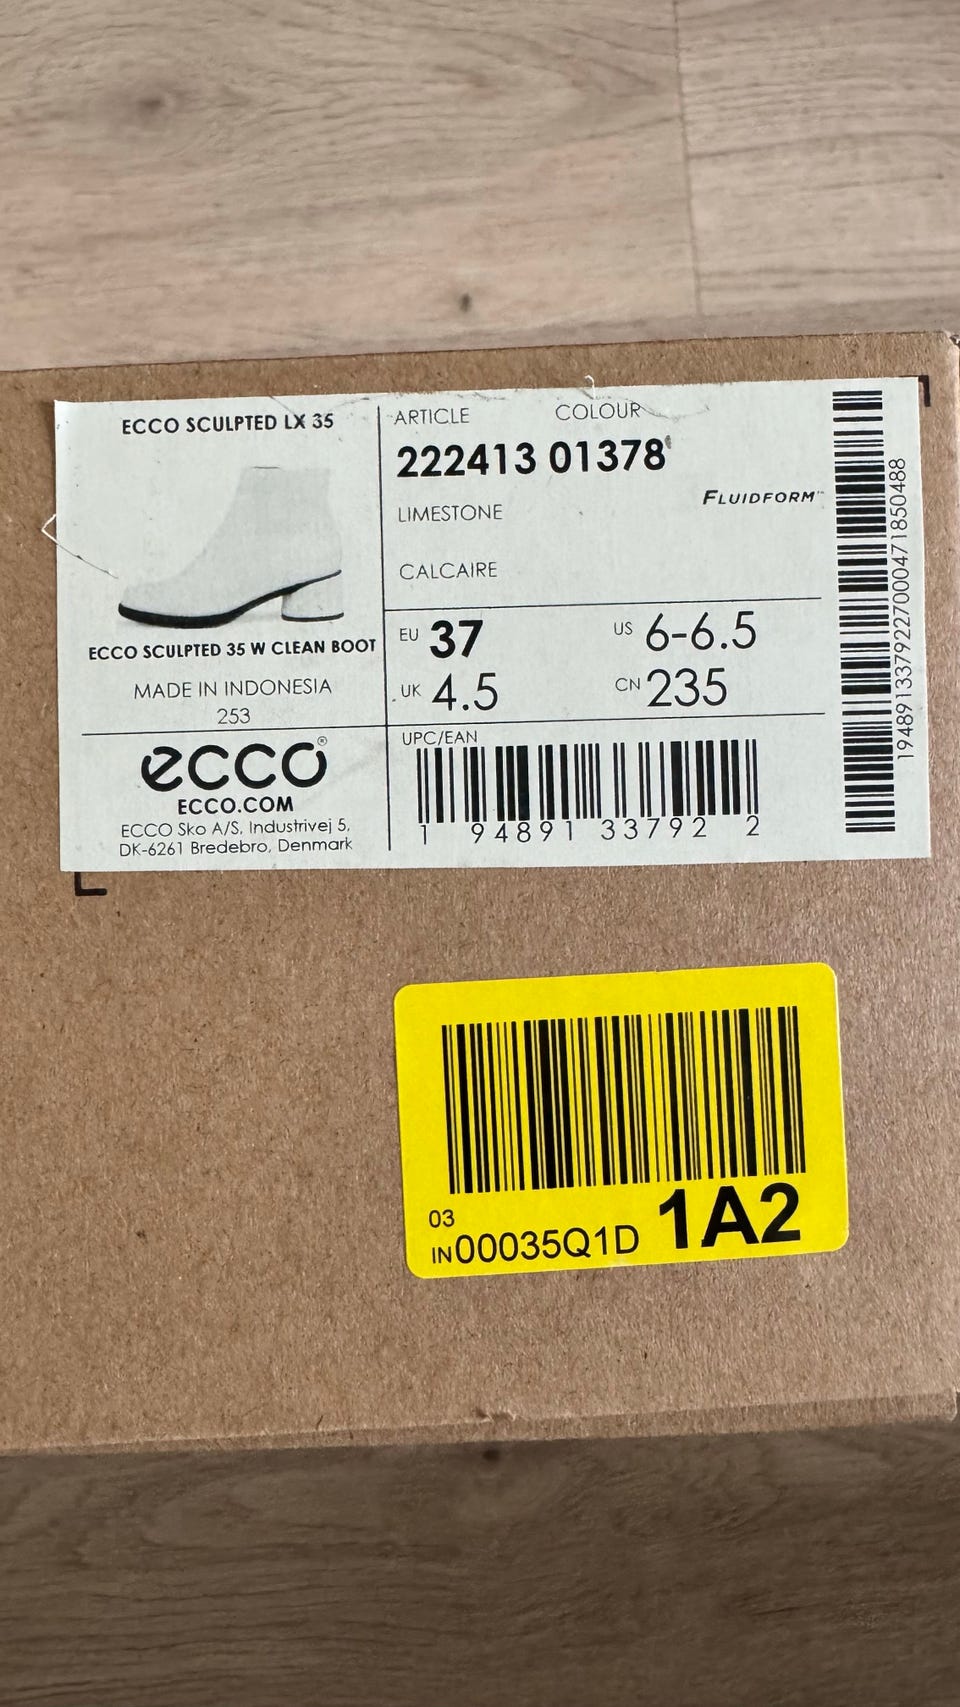 ECCO SCULPTED LX 35
ECCO SCULPTED 35 W CLEAN BOOT
MADE IN INDONESIA
253
ecco®
ECCO.COM
ECCO Sko A/S, Industrivej 5,
DK-6261 Bredebro, Denmark
ARTICLE COLOUR
222413 01378
LIMESTONE
FLUIDFORM™
CALCAIRE
EU 37 US 6-6.5
UK 4.5 CN 235
UPC/EAN
1 94891 33792 2
19489133792270004718504​88
03
IN00035Q1D 1A2